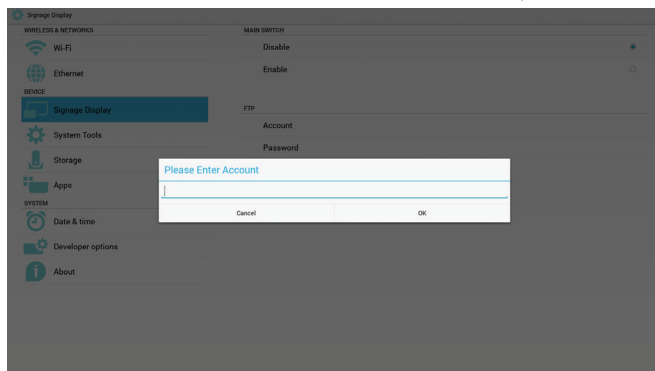 Signage Display
WIRELESS & NETWORKS
Wi-Fi
Ethernet
DEVICE
Signage Display
System Tools
Storage
Apps
SYSTEM
Date & time
Developer options
About
MAIN SWITCH
Disable
Enable
FTP
Account
Password
Please Enter Account
Cancel
OK